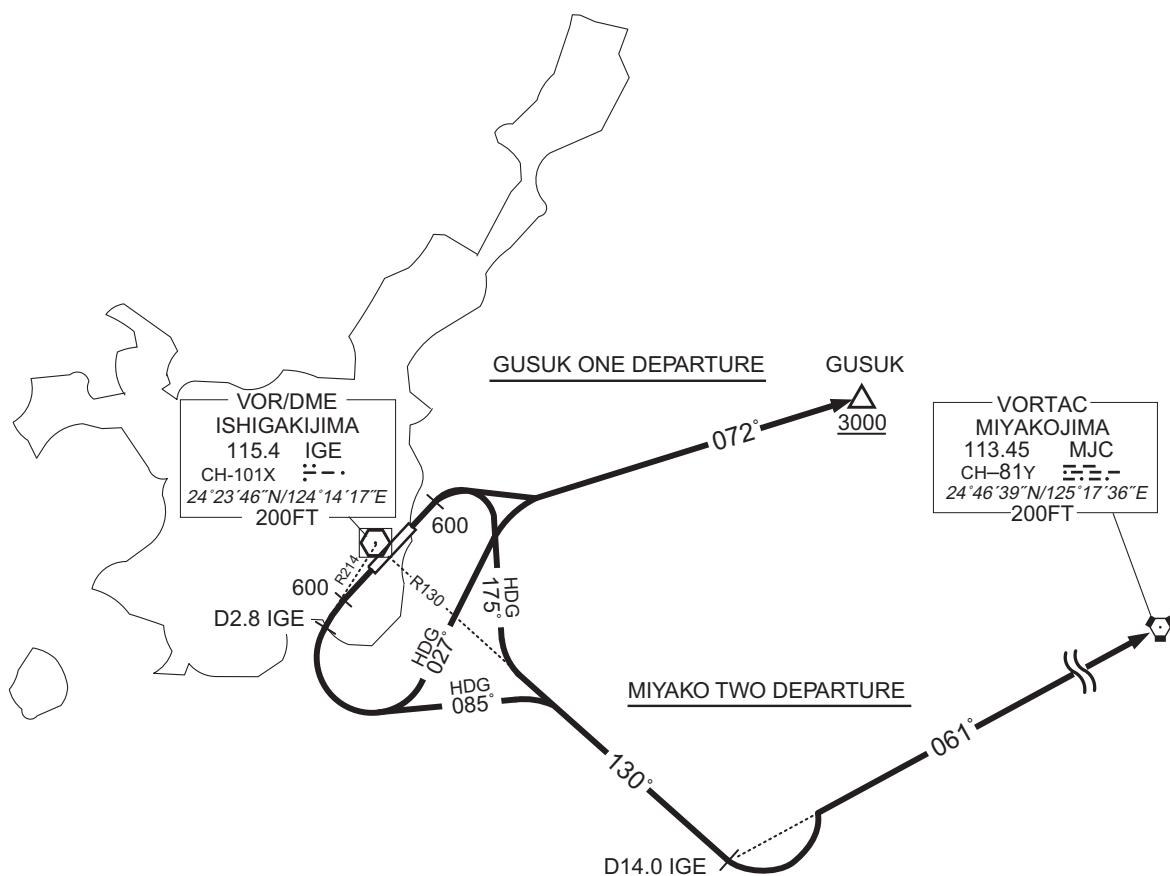 GUSUK ONE DEPARTURE
GUSUK
3000
072°
VOR/DME
ISHIGAKIJIMA
115.4 IGE
CH-101X
24°23´46˝N/124°14´17˝E
200FT
VORTAC
MIYAKOJIMA
113.45 MJC
CH–81Y
24°46´39˝N/125°17´36˝E
200FT
600
R214
R130
600
D2.8 IGE
HDG
175°
HDG
027°
HDG
085°
MIYAKO TWO DEPARTURE
130°
061°
D14.0 IGE